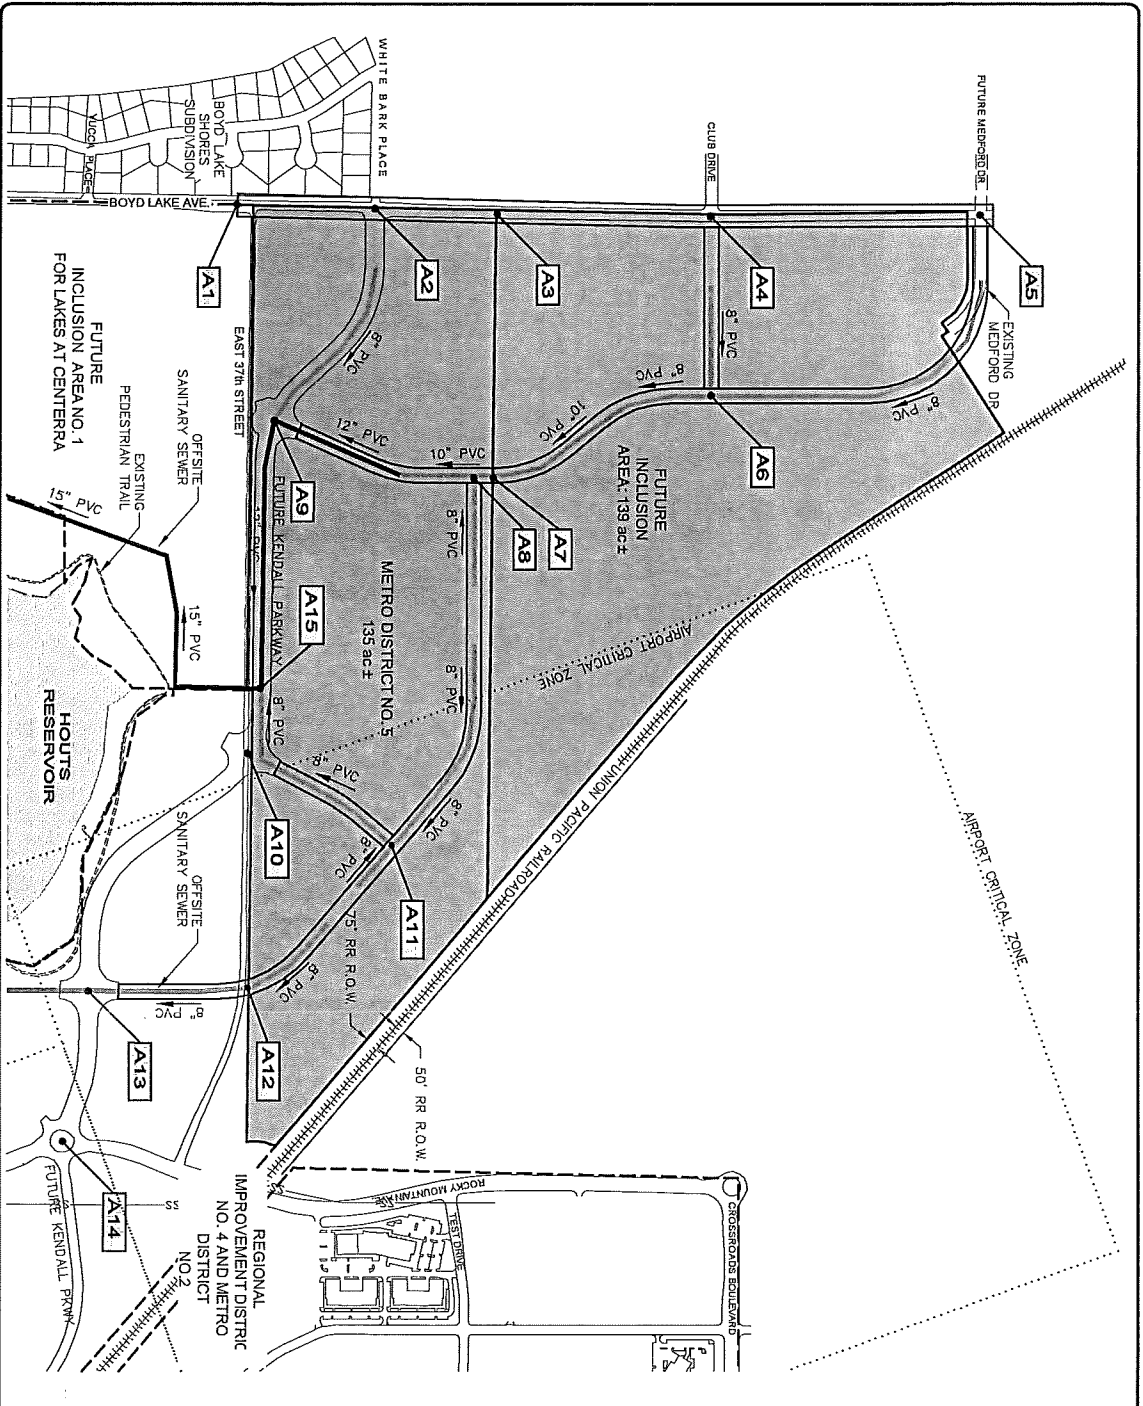 WHITE BARK PLACE
BOYD LAKE
SHORES
SUBDIVISION
YUCCA PLACE
BOYD LAKE AVE.
CLUB DRIVE
FUTURE MEDFORD DR
A1
A2
A3
A4
A5
EXISTING
MEDFORD DR
8" PVC
8" PVC
8" PVC
8" PVC
A6
10" PVC
10" PVC
12" PVC
FUTURE
INCLUSION
AREA: 139 ac±
A7
A8
A9
EAST 37th STREET
FUTURE KENDALL PARKWAY
12" PVC
8" PVC
8" PVC
METRO DISTRICT NO. 5
135 ac±
AIRPORT CRITICAL ZONE
A15
8" PVC
8" PVC
8" PVC
8" PVC
8" PVC
A10
A11
A12
FUTURE
INCLUSION AREA NO. 1
FOR LAKES AT CENTERRA
OFFSITE
SANITARY SEWER
EXISTING
PEDESTRIAN TRAIL
15" PVC
15" PVC
HOUTS
RESERVOIR
OFFSITE
SANITARY SEWER
8" PVC
A13
A14
FUTURE KENDALL PKWY
UNION PACIFIC RAILROAD
75' RR R.O.W.
50' RR R.O.W.
AIRPORT CRITICAL ZONE
REGIONAL
IMPROVEMENT DISTRIC
NO. 4 AND METRO
DISTRICT
NO.2
SS
SS
SS
ROCKY MOUNTAIN
TEST DRIVE
CROSSROADS BOULEVARD